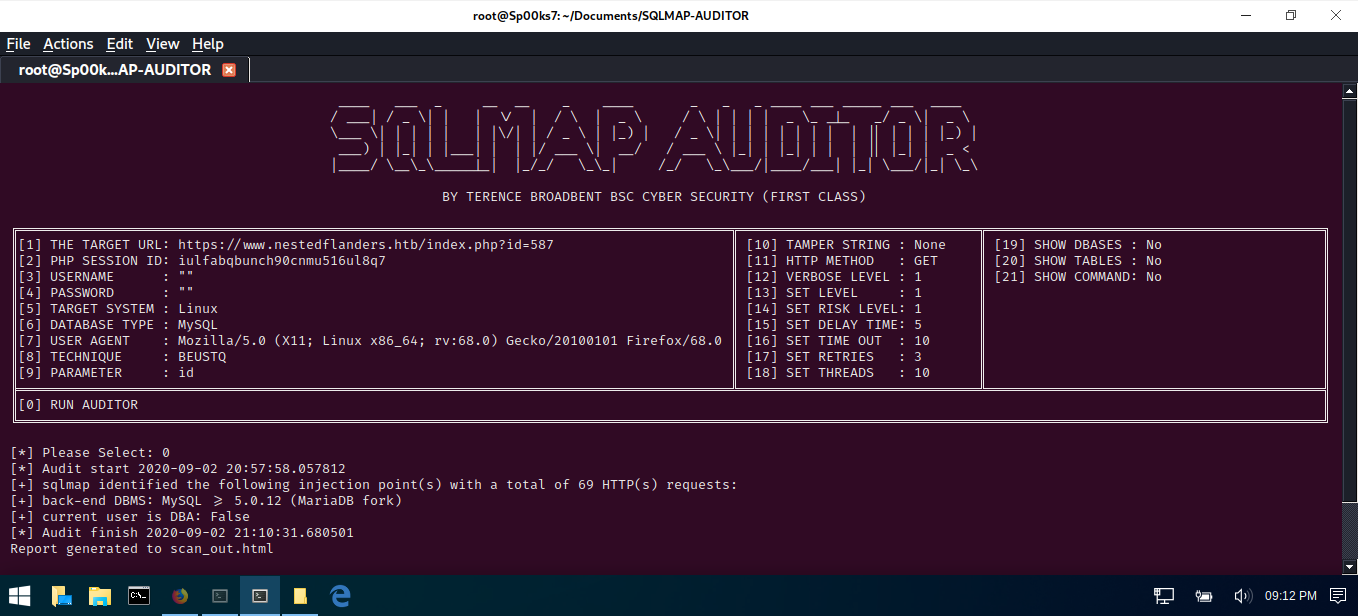 root@Sp00ks7: ~/Documents/SQLMAP-AUDITOR
File Actions Edit View Help
root@Sp00k...AP-AUDITOR
SQLMAP AUDITOR
BY TERENCE BROADBENT BSC CYBER SECURITY (FIRST CLASS)
[1] THE TARGET URL: https://www.nestedflanders.htb/index.php?id=587
[2] PHP SESSION ID: iulfabqbunch90cnmu516ul8q7
[3] USERNAME : ""
[4] PASSWORD : ""
[5] TARGET SYSTEM : Linux
[6] DATABASE TYPE : MySQL
[7] USER AGENT : Mozilla/5.0 (X11; Linux x86_64; rv:68.0) Gecko/20100101 Firefox/68.0
[8] TECHNIQUE : BEUSTQ
[9] PARAMETER : id
[10] TAMPER STRING : None
[11] HTTP METHOD : GET
[12] VERBOSE LEVEL : 1
[13] SET LEVEL : 1
[14] SET RISK LEVEL: 1
[15] SET DELAY TIME: 5
[16] SET TIME OUT : 10
[17] SET RETRIES : 3
[18] SET THREADS : 10
[19] SHOW DBASES : No
[20] SHOW TABLES : No
[21] SHOW COMMAND: No
[0] RUN AUDITOR
[*] Please Select: 0
[*] Audit start 2020-09-02 20:57:58.057812
[+] sqlmap identified the following injection point(s) with a total of 69 HTTP(s) requests:
[+] back-end DBMS: MySQL >= 5.0.12 (MariaDB fork)
[+] current user is DBA: False
[*] Audit finish 2020-09-02 21:10:31.680501
Report generated to scan_out.html
09:12 PM